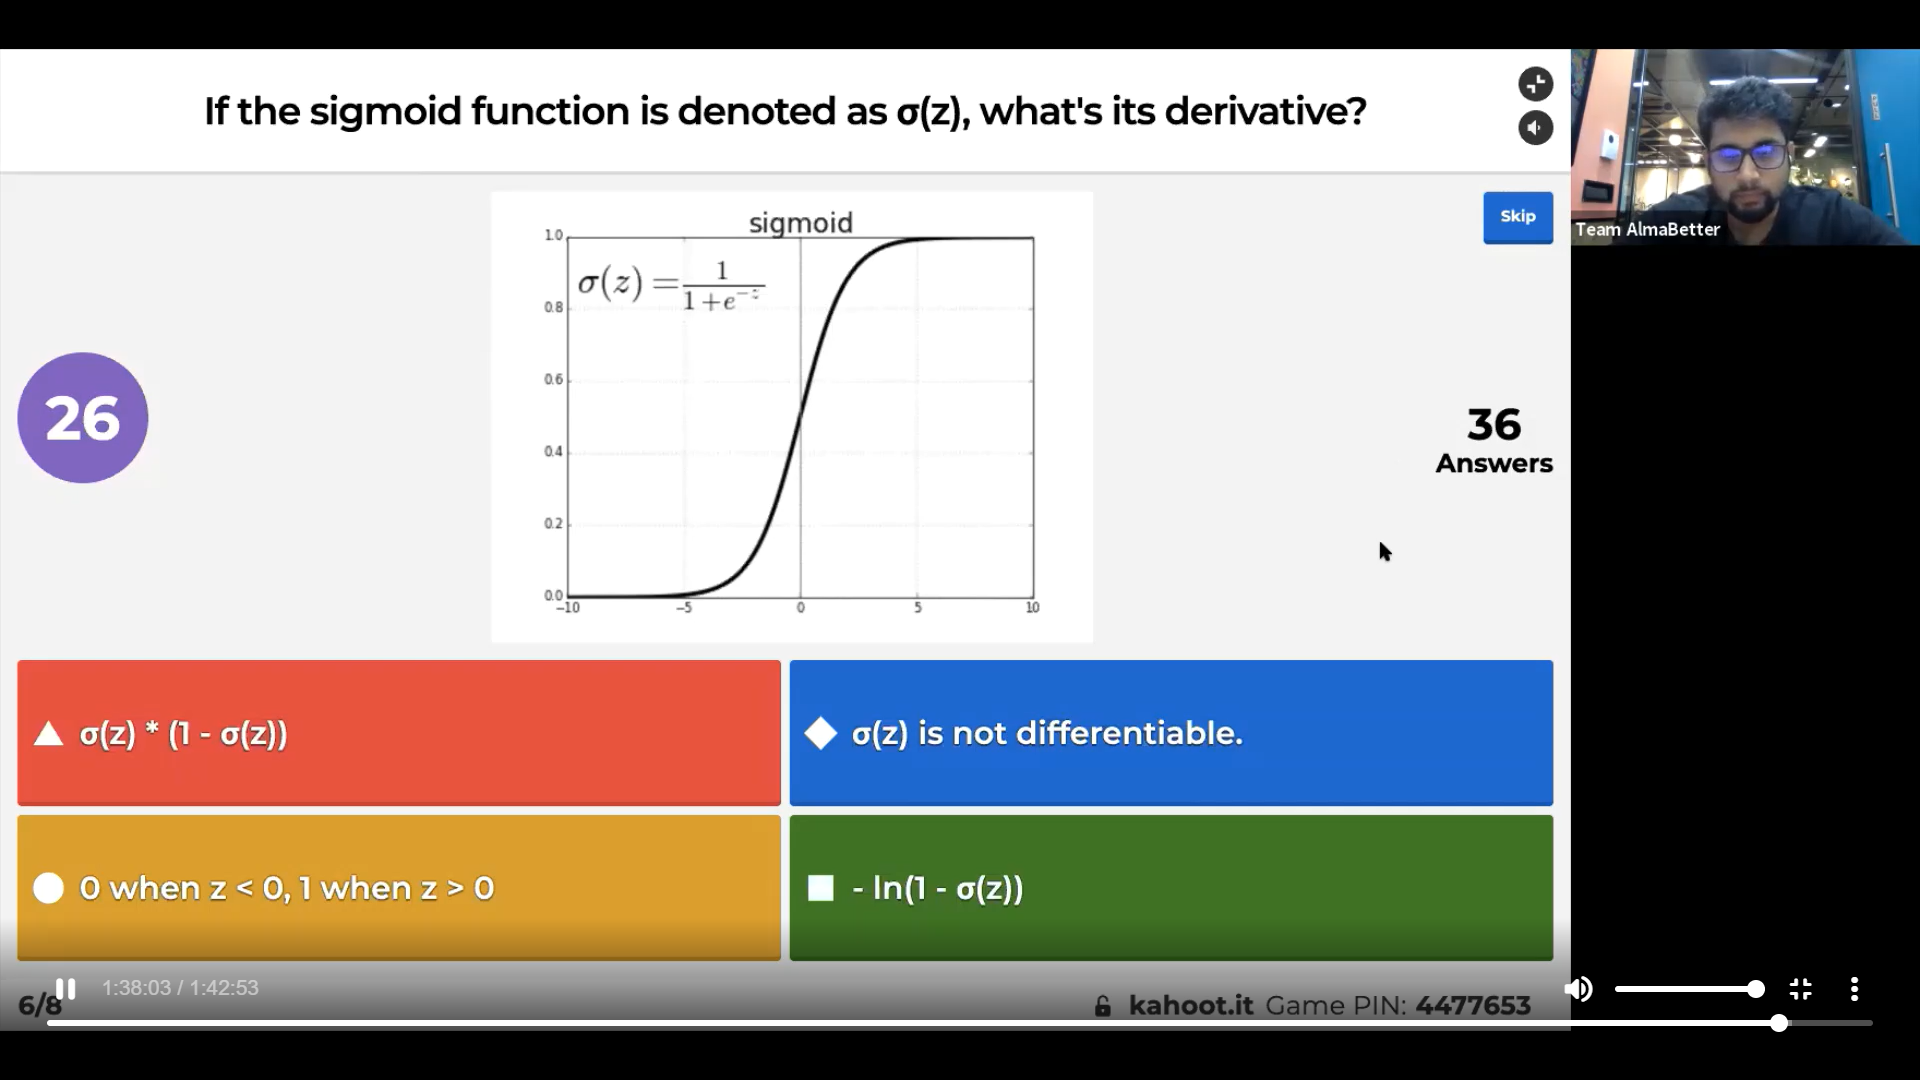 If the sigmoid function is denoted as σ(z), what's its derivative?
Skip
Team AlmaBetter
sigmoid
σ(z) = 1 / 1+e^{-z}
1.0
0.8
0.6
0.4
0.2
0.0
−10
−5
0
5
10
26
36
Answers
σ(z) * (1 - σ(z))
σ(z) is not differentiable.
0 when z < 0, 1 when z > 0
- ln(1 - σ(z))
1:38:03 / 1:42:53
6/8
kahoot.it Game PIN: 4477653